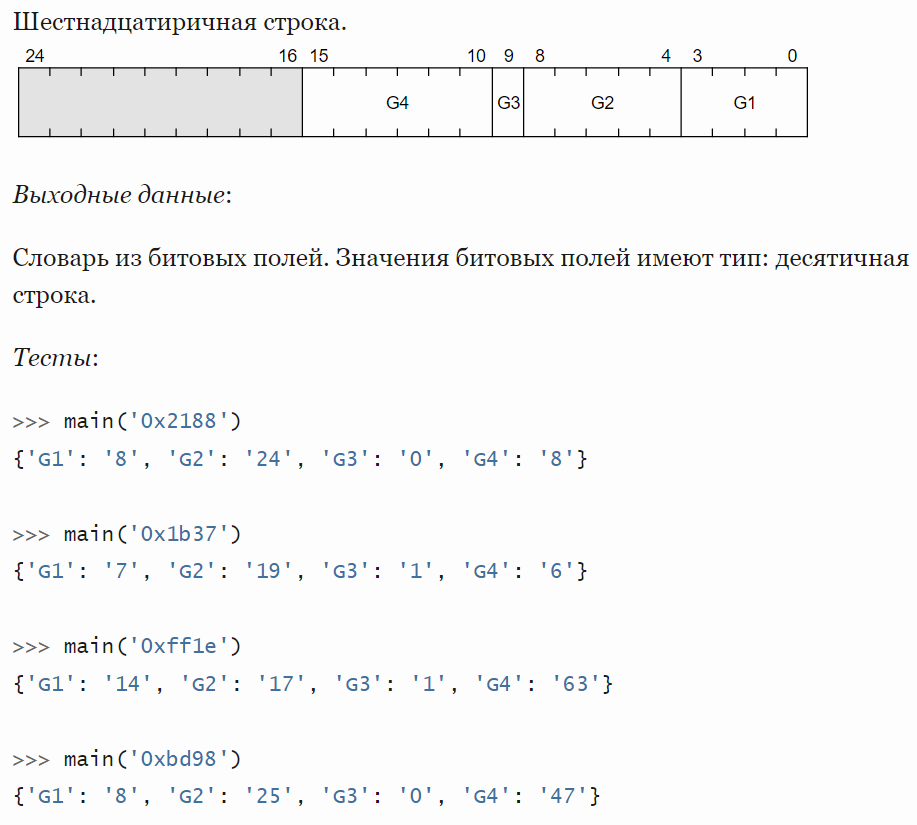 Шестнадцатиричная строка.
24 16 15 10 9 8 4 3 0
G4 G3 G2 G1
Выходные данные:
Словарь из битовых полей. Значения битовых полей имеют тип: десятичная
строка.
Тесты:
>>> main('0x2188')
{'G1': '8', 'G2': '24', 'G3': '0', 'G4': '8'}
>>> main('0x1b37')
{'G1': '7', 'G2': '19', 'G3': '1', 'G4': '6'}
>>> main('0xff1e')
{'G1': '14', 'G2': '17', 'G3': '1', 'G4': '63'}
>>> main('0xbd98')
{'G1': '8', 'G2': '25', 'G3': '0', 'G4': '47'}